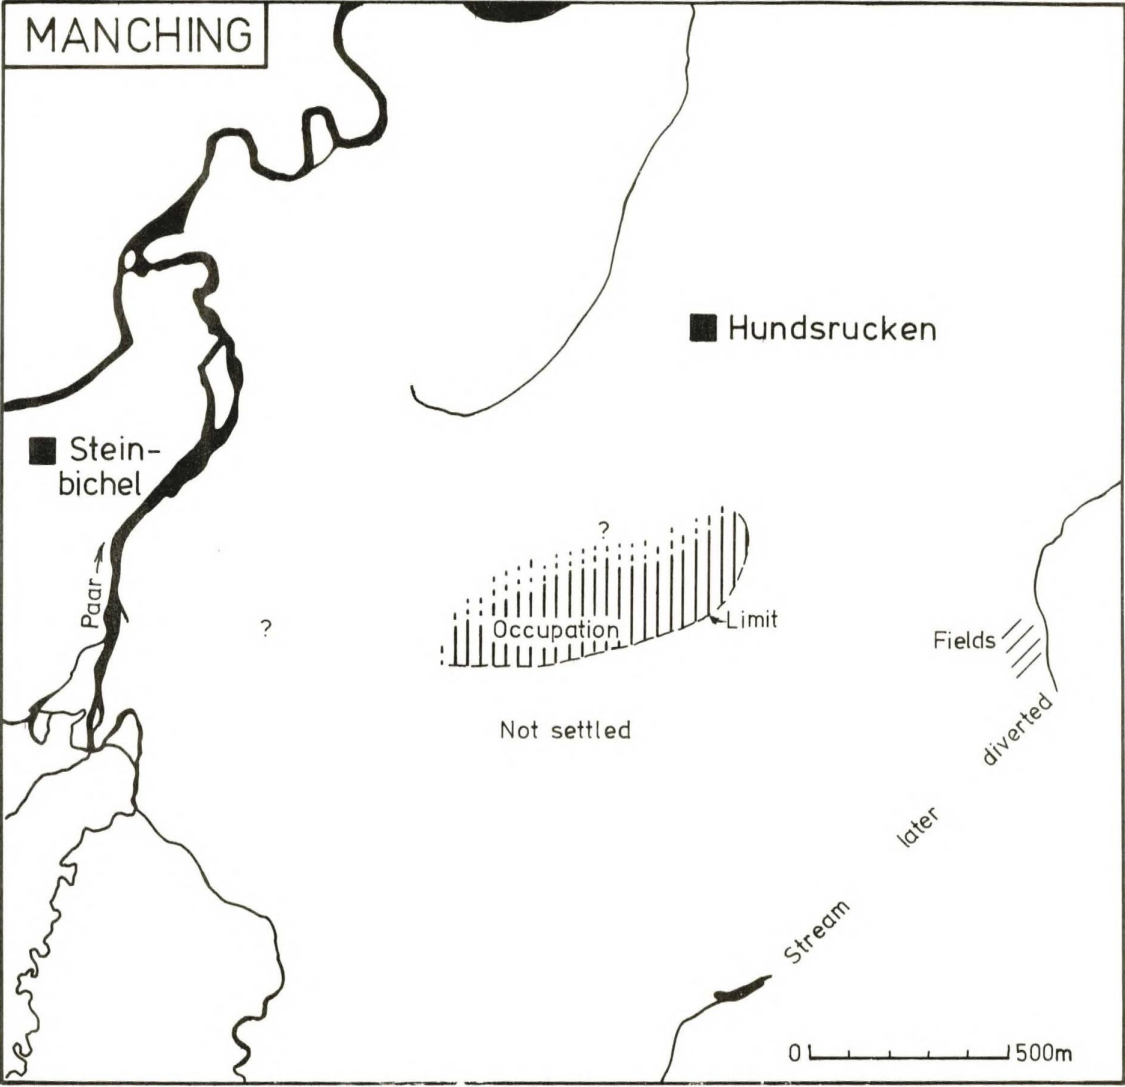 MANCHING
Hundsrucken
Stein-
bichel
?
Paar
?
Occupation
Limit
Fields
Not settled
Stream later diverted
0 500m